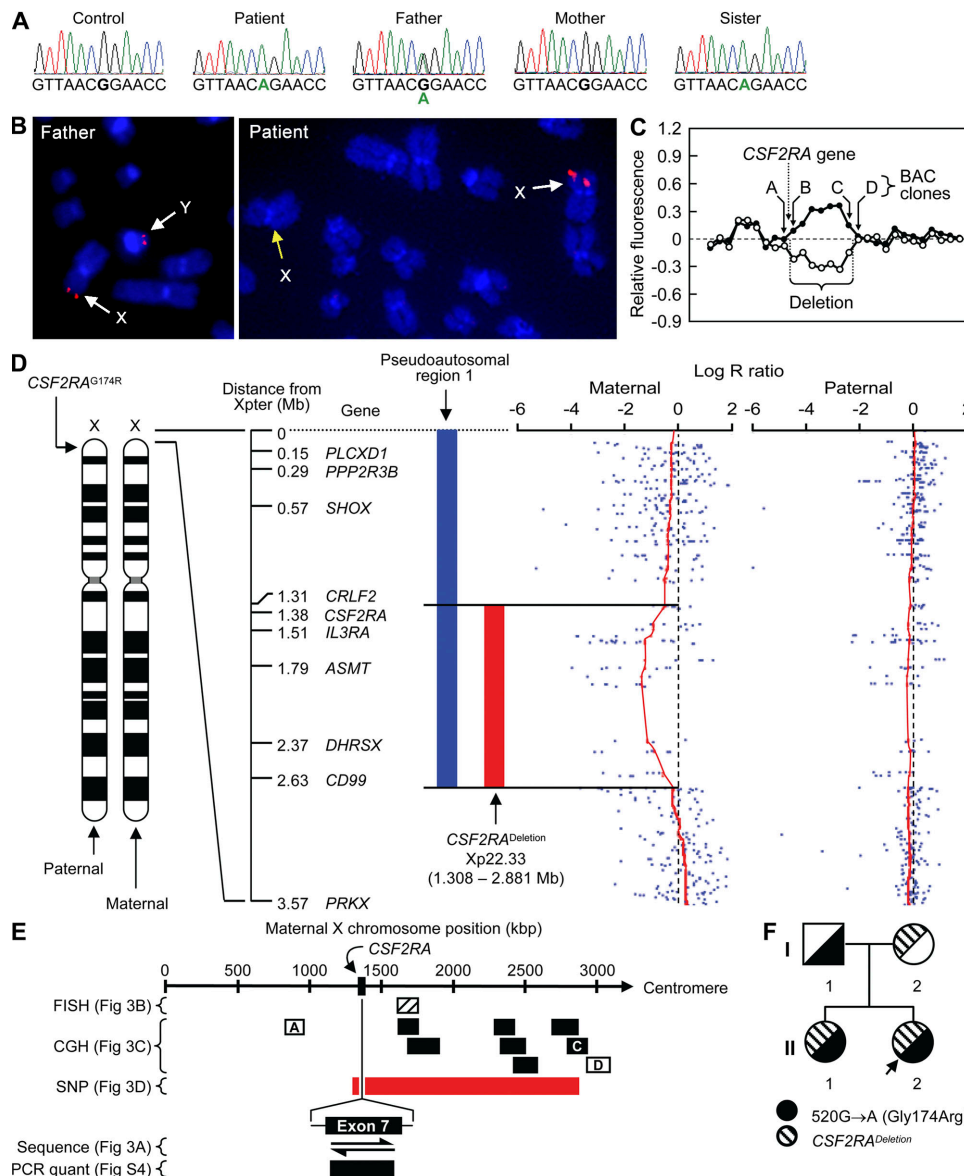 A
Control Patient Father Mother Sister
GTTAACGGAACC GTTAACAGAACC GTTAACGGAACC GTTAACGGAACC GTTAACAGAACC
A
B
Father
Y
X
Patient
X
X
C
Relative fluorescence
1.2
0.9
0.6
0.3
0
-0.3
-0.6
-0.9
CSF2RA gene
A B C D
BAC clones
Deletion
D
CSF2RA^G174R
X X
Paternal
Maternal
Distance from Xpter (Mb)
Gene
Pseudoautosomal region 1
Log R ratio
Maternal Paternal
-6 -4 -2 0 2 -6 -4 -2 0 2
0
0.15 PLCXD1
0.29 PPP2R3B
0.57 SHOX
1.31 CRLF2
1.38 CSF2RA
1.51 IL3RA
1.79 ASMT
2.37 DHRSX
2.63 CD99
3.57 PRKX
CSF2RA^Deletion
Xp22.33
(1.308 – 2.881 Mb)
E
Maternal X chromosome position (kbp)
CSF2RA
0 500 1000 1500 2000 2500 3000
Centromere
FISH (Fig 3B)
CGH (Fig 3C)
A
C
D
SNP (Fig 3D)
Exon 7
Sequence (Fig 3A)
PCR quant (Fig S4)
F
I
1 2
II
1 2
520G→A (Gly174Arg
CSF2RA^Deletion